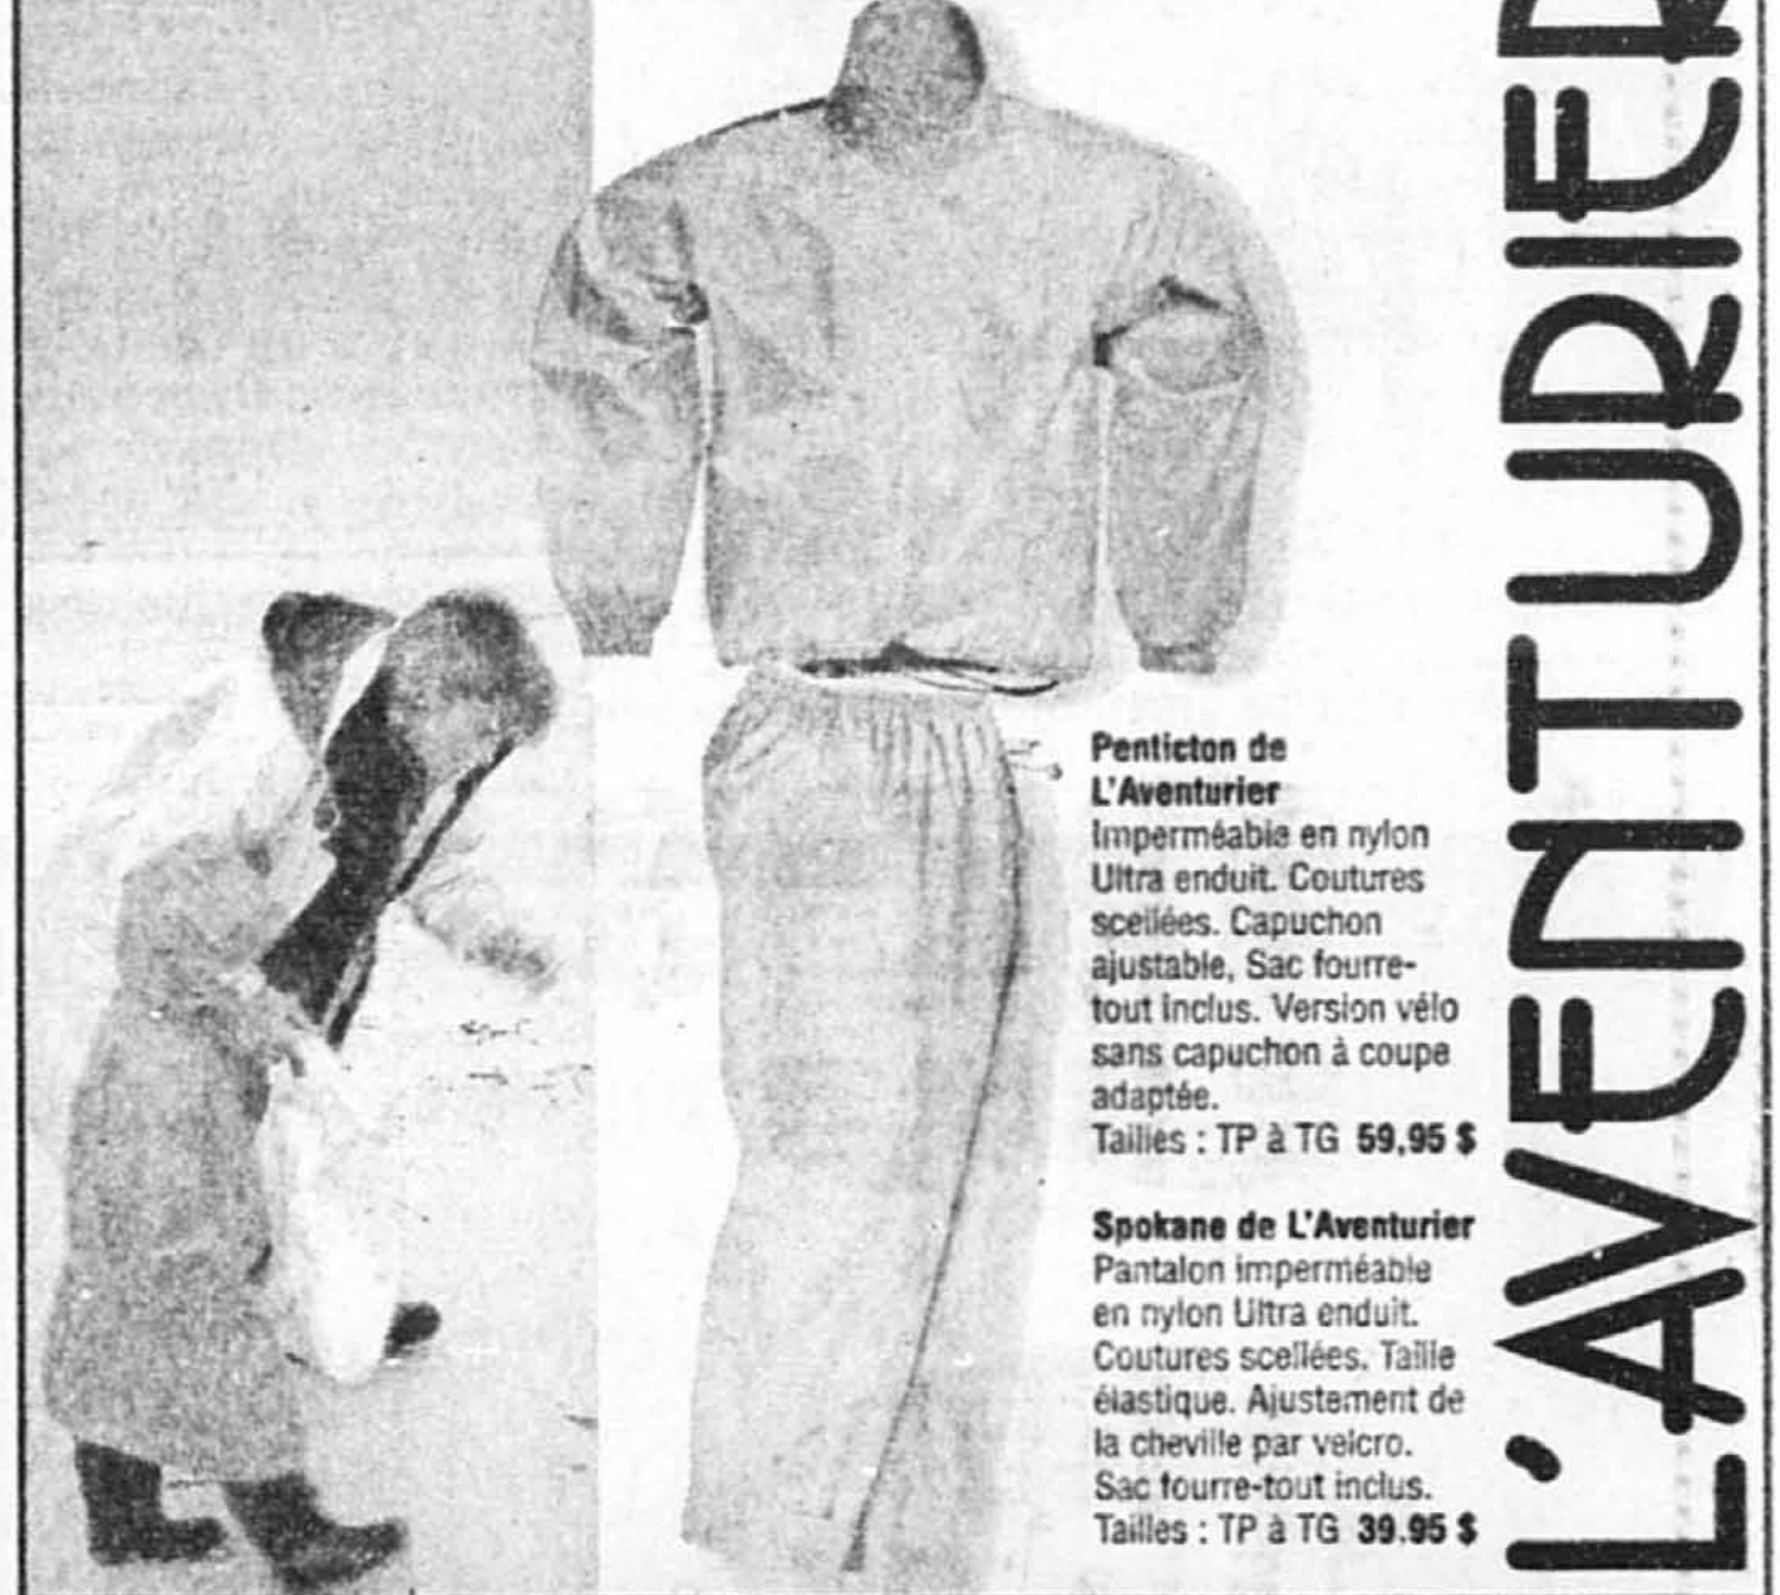 Penticton de
L'Aventurier
Imperméable en nylon
Ultra enduit. Coutures
scellées. Capuchon
ajustable, Sac fourre-
tout inclus. Version vélo
sans capuchon à coupe
adaptée.
Tailles : TP à TG 59,95 $
Spokane de L'Aventurier
Pantalon imperméable
en nylon Ultra enduit.
Coutures scellées. Taille
élastique. Ajustement de
la cheville par velcro.
Sac fourre-tout inclus.
Tailles : TP à TG 39,95 $
L'AVENTURIER